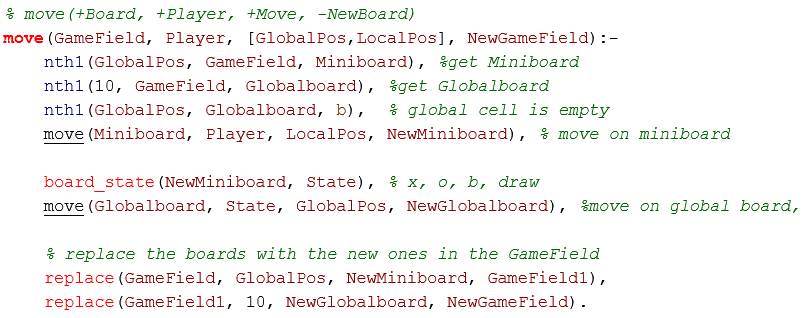 % move(+Board, +Player, +Move, -NewBoard)
move(GameField, Player, [GlobalPos,LocalPos], NewGameField):-
nth1(GlobalPos, GameField, Miniboard), %get Miniboard
nth1(10, GameField, Globalboard), %get Globalboard
nth1(GlobalPos, Globalboard, b), % global cell is empty
move(Miniboard, Player, LocalPos, NewMiniboard), % move on miniboard
board_state(NewMiniboard, State), % x, o, b, draw
move(Globalboard, State, GlobalPos, NewGlobalboard), %move on global board,
% replace the boards with the new ones in the GameField
replace(GameField, GlobalPos, NewMiniboard, GameField1),
replace(GameField1, 10, NewGlobalboard, NewGameField).